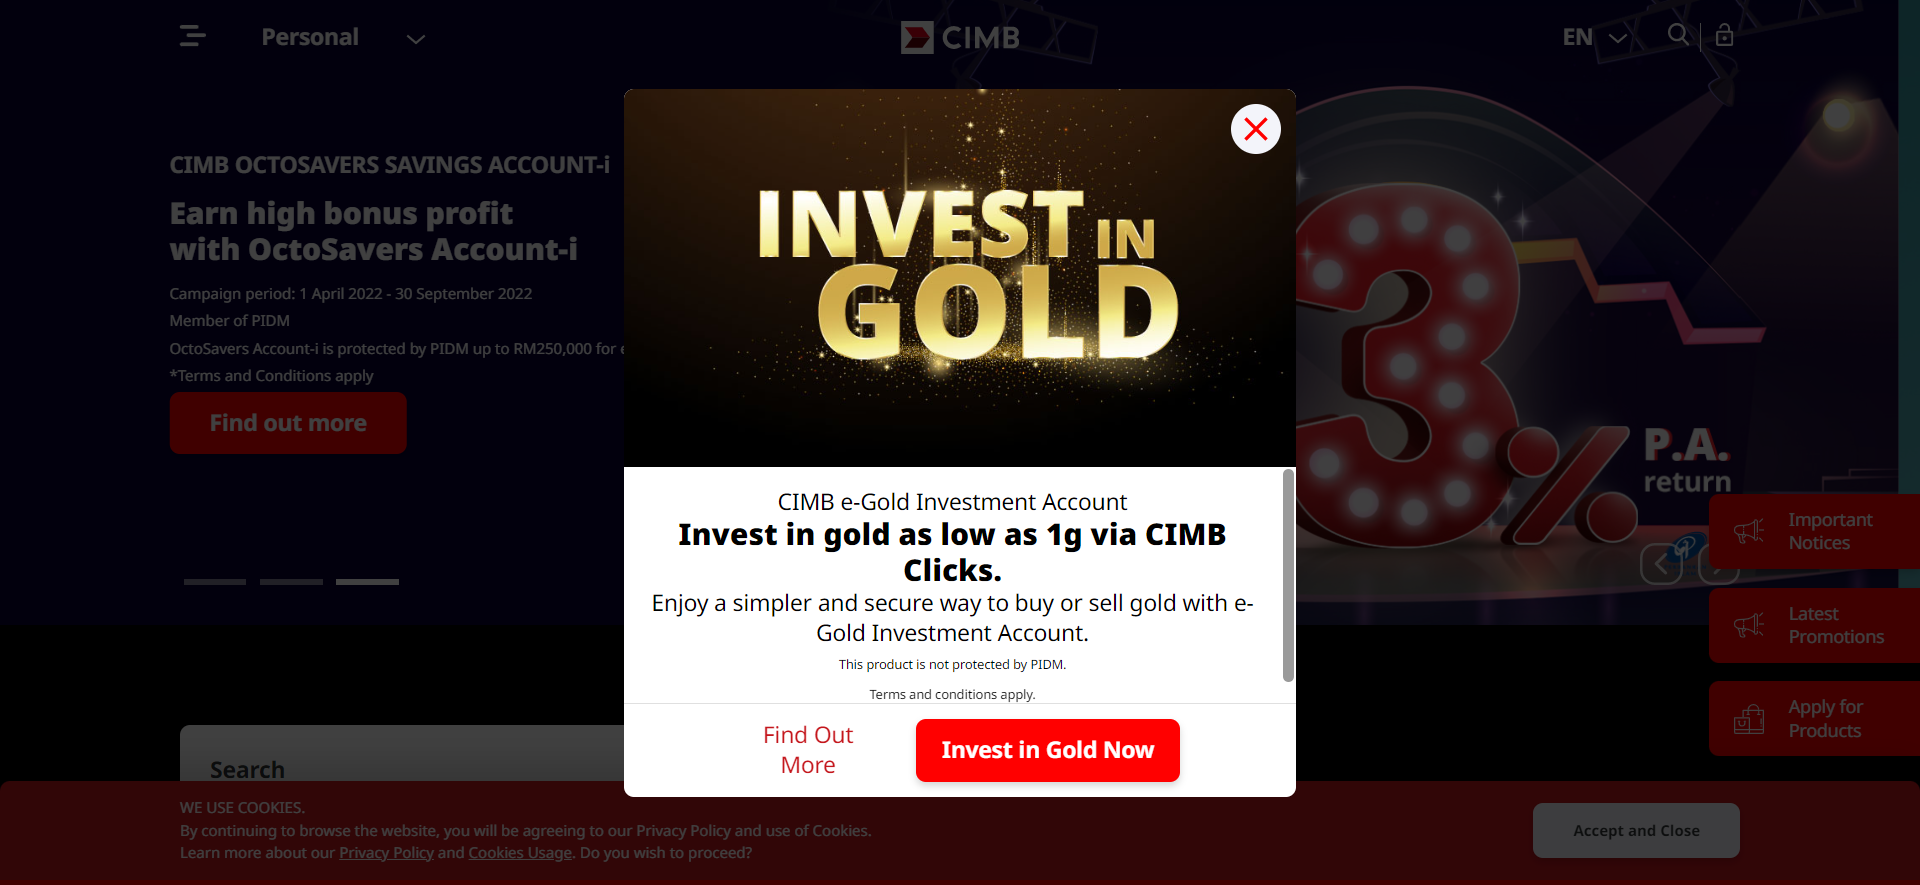 Personal
CIMB
EN
CIMB OCTOSAVERS SAVINGS ACCOUNT-i
Earn high bonus profit
with OctoSavers Account-i
Campaign period: 1 April 2022 - 30 September 2022
Member of PIDM
OctoSavers Account-i is protected by PIDM up to RM250,000 for
*Terms and Conditions apply
Find out more
INVEST IN
GOLD
CIMB e-Gold Investment Account
Invest in gold as low as 1g via CIMB
Clicks.
Enjoy a simpler and secure way to buy or sell gold with e-
Gold Investment Account.
This product is not protected by PIDM.
Terms and conditions apply.
Find Out
More
Invest in Gold Now
3%
P.A.
return
Important
Notices
Latest
Promotions
Apply for
Products
Search
WE USE COOKIES.
By continuing to browse the website, you will be agreeing to our Privacy Policy and use of Cookies.
Learn more about our Privacy Policy and Cookies Usage. Do you wish to proceed?
Accept and Close